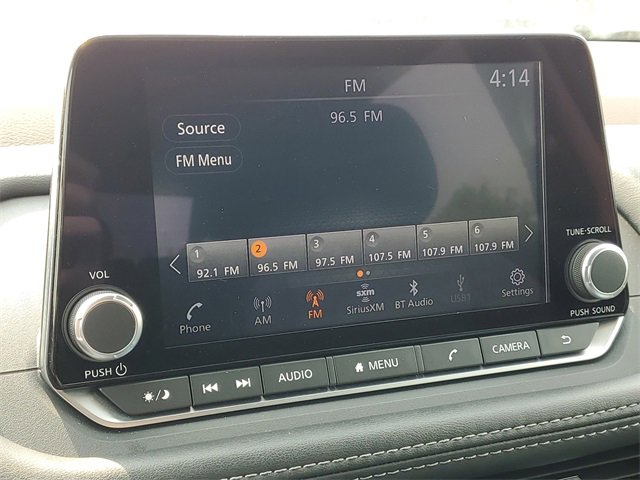 FM
4:14
96.5 FM
Source
FM Menu
1
92.1 FM
2
96.5 FM
3
97.5 FM
4
107.5 FM
5
107.9 FM
6
107.9 FM
Phone
AM
FM
sxm
SiriusXM
BT Audio
USB1
Settings
VOL
PUSH
TUNE·SCROLL
PUSH SOUND
AUDIO
MENU
CAMERA